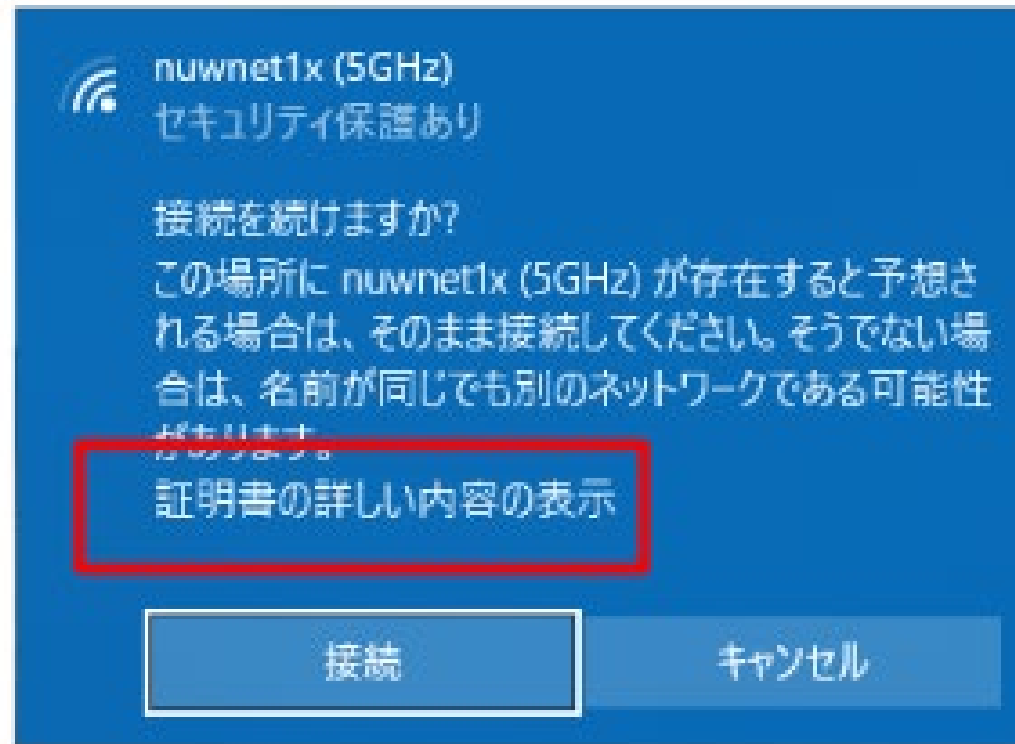 nuwnet1x (5GHz)
セキュリティ保護あり
接続を続けますか?
この場所に nuwnet1x (5GHz) が存在すると予想さ
れる場合は、そのまま接続してください。そうでない場
合は、名前が同じでも別のネットワークである可能性
があります。
証明書の詳しい内容の表示
接続
キャンセル